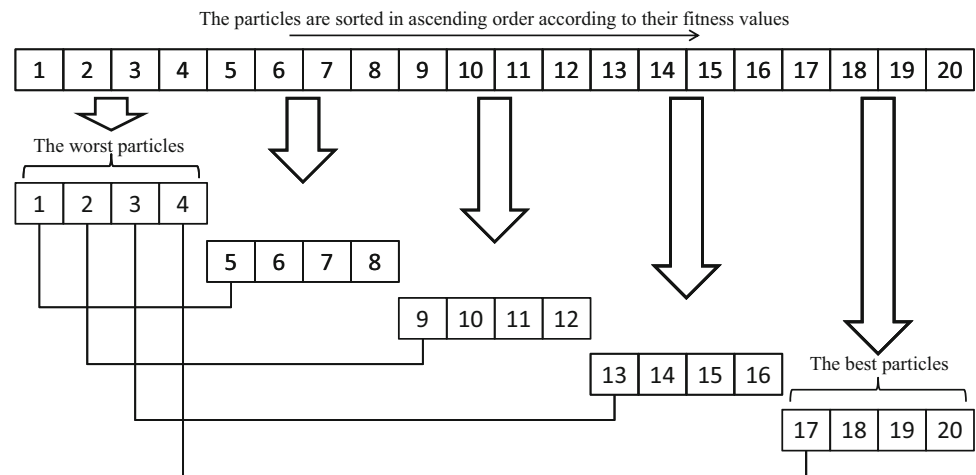 The particles are sorted in ascending order according to their fitness values
1 2 3 4 5 6 7 8 9 10 11 12 13 14 15 16 17 18 19 20
The worst particles
1 2 3 4
5 6 7 8
9 10 11 12
13 14 15 16
The best particles
17 18 19 20